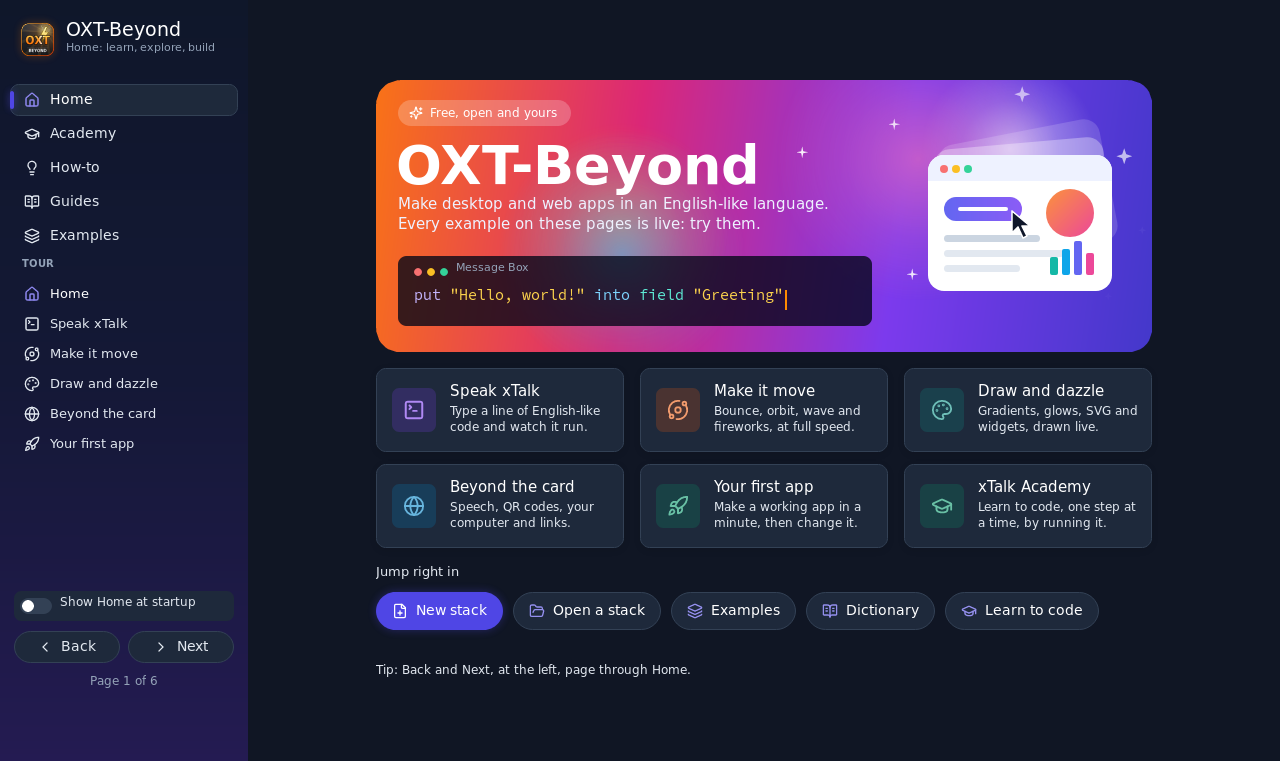 OXT
BEYOND
OXT-Beyond
Home: learn, explore, build
Home
Academy
How-to
Guides
Examples
TOUR
Home
Speak xTalk
Make it move
Draw and dazzle
Beyond the card
Your first app
Show Home at startup
Back
Next
Page 1 of 6
Free, open and yours
OXT-Beyond
Make desktop and web apps in an English-like language.
Every example on these pages is live: try them.
Message Box
put "Hello, world!" into field "Greeting"
Speak xTalk
Type a line of English-like
code and watch it run.
Make it move
Bounce, orbit, wave and
fireworks, at full speed.
Draw and dazzle
Gradients, glows, SVG and
widgets, drawn live.
Beyond the card
Speech, QR codes, your
computer and links.
Your first app
Make a working app in a
minute, then change it.
xTalk Academy
Learn to code, one step at
a time, by running it.
Jump right in
New stack
Open a stack
Examples
Dictionary
Learn to code
Tip: Back and Next, at the left, page through Home.